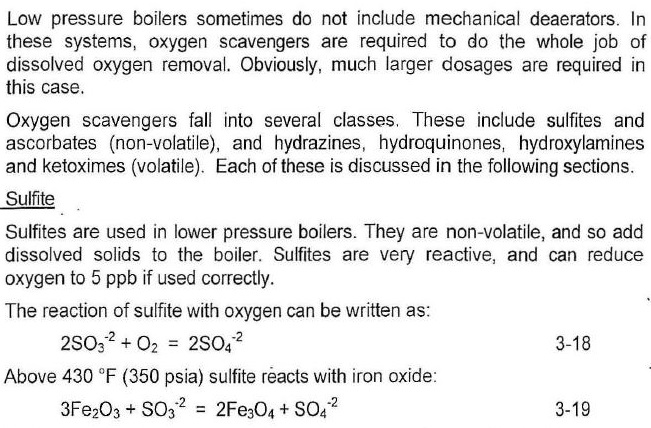 Low pressure boilers sometimes do not include mechanical deaerators. In
these systems, oxygen scavengers are required to do the whole job of
dissolved oxygen removal. Obviously, much larger dosages are required in
this case.
Oxygen scavengers fall into several classes. These include sulfites and
ascorbates (non-volatile), and hydrazines, hydroquinones, hydroxylamines
and ketoximes (volatile). Each of these is discussed in the following sections.
Sulfite
Sulfites are used in lower pressure boilers. They are non-volatile, and so add
dissolved solids to the boiler. Sulfites are very reactive, and can reduce
oxygen to 5 ppb if used correctly.
The reaction of sulfite with oxygen can be written as:
2SO₃⁻² + O₂ = 2SO₄⁻² 3-18
Above 430 °F (350 psia) sulfite reacts with iron oxide:
3Fe₂O₃ + SO₃⁻² = 2Fe₃O₄ + SO₄⁻² 3-19